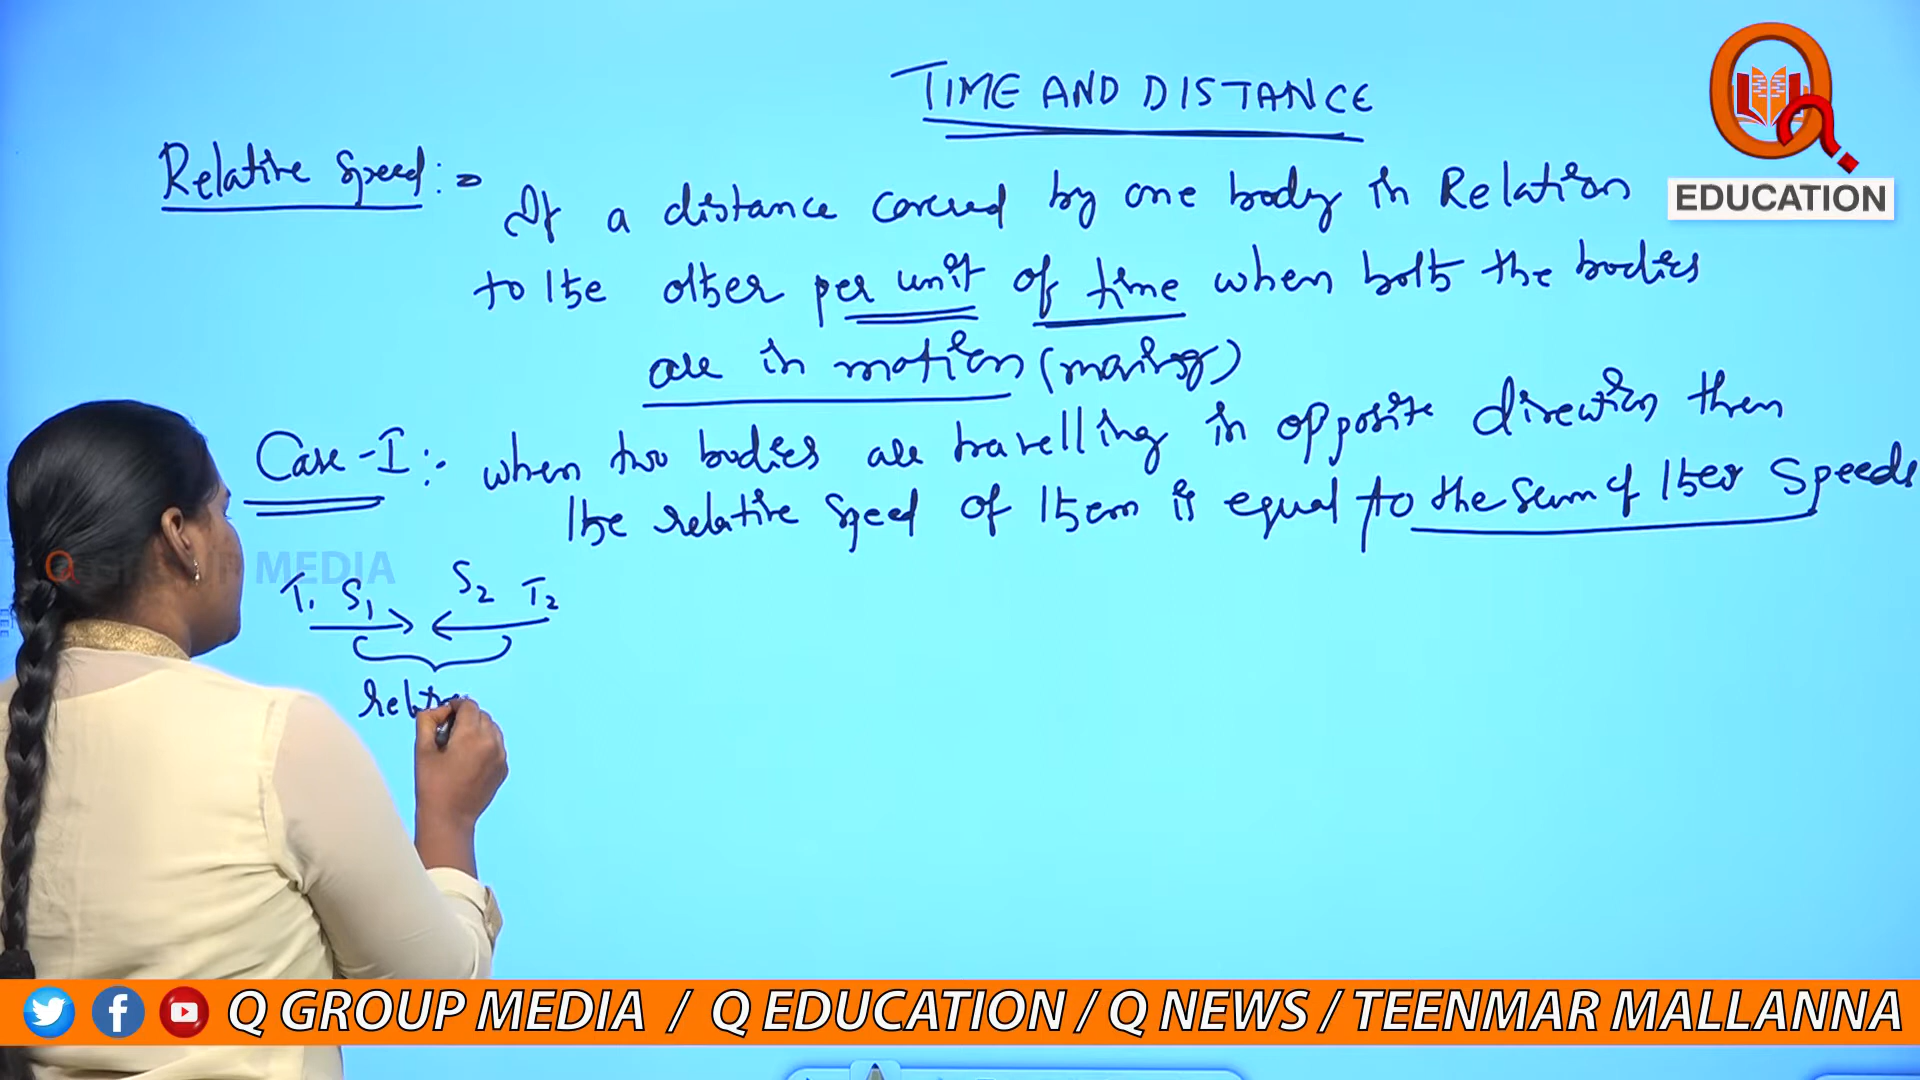 TIME AND DISTANCE
Relative Speed:-
If a distance covered by one body in Relation
to the other per unit of time when both the bodies
are in motion (moving)
Case-I:- when two bodies are travelling in opposite direction then
the relative speed of them is equal to the sum of their Speeds
T1 S1 S2 T2
Q
EDUCATION
Q GROUP MEDIA
Q GROUP MEDIA / Q EDUCATION / Q NEWS / TEENMAR MALLANNA